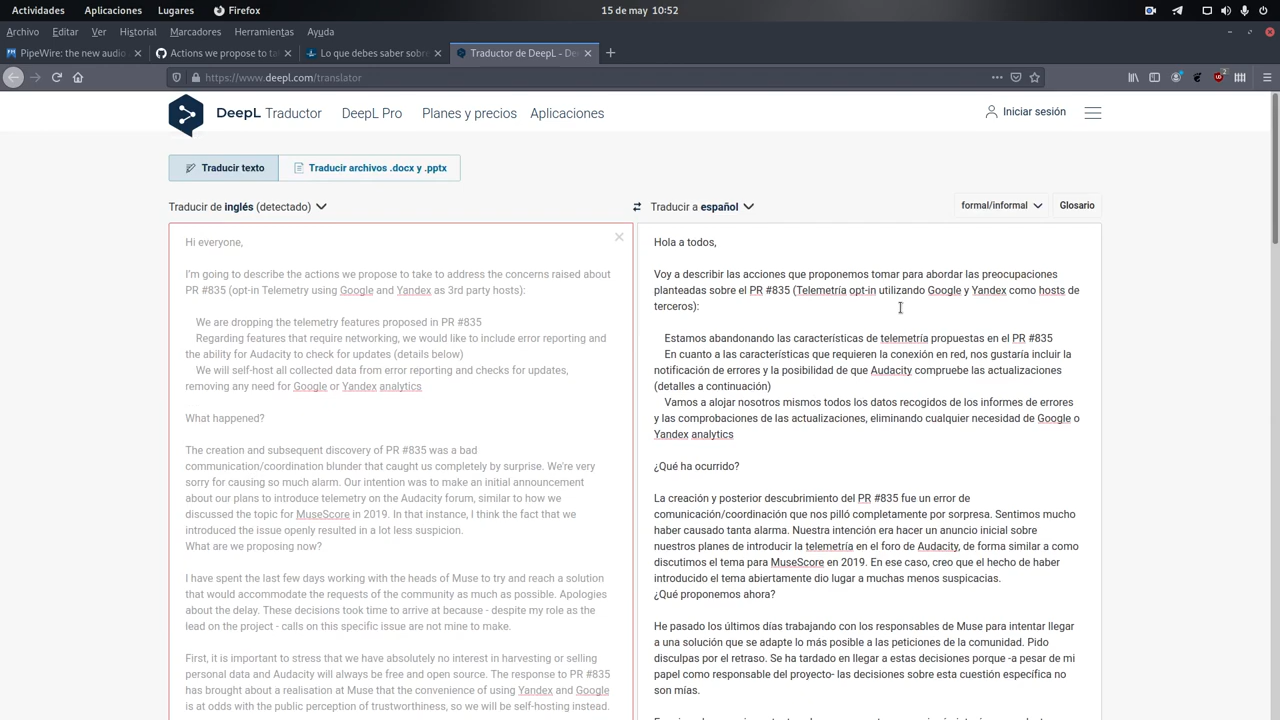 Actividades Aplicaciones Lugares Firefox 15 de may 10:52
Archivo Editar Ver Historial Marcadores Herramientas Ayuda
PipeWire: the new audio Actions we propose to ta Lo que debes saber sobre Traductor de DeepL – De
https://www.deepl.com/translator
2
DeepL Traductor DeepL Pro Planes y precios Aplicaciones Iniciar sesión
Traducir texto Traducir archivos .docx y .pptx
Traducir de inglés (detectado) Traducir a español formal/informal Glosario
Hi everyone,
I'm going to describe the actions we propose to take to address the concerns raised about
PR #835 (opt-in Telemetry using Google and Yandex as 3rd party hosts):
We are dropping the telemetry features proposed in PR #835
Regarding features that require networking, we would like to include error reporting and
the ability for Audacity to check for updates (details below)
We will self-host all collected data from error reporting and checks for updates,
removing any need for Google or Yandex analytics
What happened?
The creation and subsequent discovery of PR #835 was a bad
communication/coordination blunder that caught us completely by surprise. We're very
sorry for causing so much alarm. Our intention was to make an initial announcement
about our plans to introduce telemetry on the Audacity forum, similar to how we
discussed the topic for MuseScore in 2019. In that instance, I think the fact that we
introduced the issue openly resulted in a lot less suspicion.
What are we proposing now?
I have spent the last few days working with the heads of Muse to try and reach a solution
that would accommodate the requests of the community as much as possible. Apologies
about the delay. These decisions took time to arrive at because - despite my role as the
lead on the project - calls on this specific issue are not mine to make.
First, it is important to stress that we have absolutely no interest in harvesting or selling
personal data and Audacity will always be free and open source. The response to PR #835
has brought about a realisation at Muse that the convenience of using Yandex and Google
is at odds with the public perception of trustworthiness, so we will be self-hosting instead.
Hola a todos,
Voy a describir las acciones que proponemos tomar para abordar las preocupaciones
planteadas sobre el PR #835 (Telemetría opt-in utilizando Google y Yandex como hosts de
terceros):
Estamos abandonando las características de telemetría propuestas en el PR #835
En cuanto a las características que requieren la conexión en red, nos gustaría incluir la
notificación de errores y la posibilidad de que Audacity compruebe las actualizaciones
(detalles a continuación)
Vamos a alojar nosotros mismos todos los datos recogidos de los informes de errores
y las comprobaciones de las actualizaciones, eliminando cualquier necesidad de Google o
Yandex analytics
¿Qué ha ocurrido?
La creación y posterior descubrimiento del PR #835 fue un error de
comunicación/coordinación que nos pilló completamente por sorpresa. Sentimos mucho
haber causado tanta alarma. Nuestra intención era hacer un anuncio inicial sobre
nuestros planes de introducir la telemetría en el foro de Audacity, de forma similar a como
discutimos el tema para MuseScore en 2019. En ese caso, creo que el hecho de haber
introducido el tema abiertamente dio lugar a muchas menos suspicacias.
¿Qué proponemos ahora?
He pasado los últimos días trabajando con los responsables de Muse para intentar llegar
a una solución que se adapte lo más posible a las peticiones de la comunidad. Pido
disculpas por el retraso. Se ha tardado en llegar a estas decisiones porque -a pesar de mi
papel como responsable del proyecto- las decisiones sobre esta cuestión específica no
son mías.